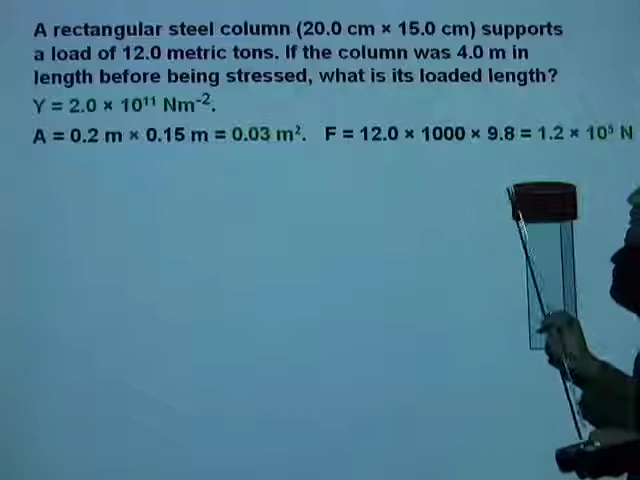 A rectangular steel column (20.0 cm × 15.0 cm) supports
a load of 12.0 metric tons. If the column was 4.0 m in
length before being stressed, what is its loaded length?
Y = 2.0 × 10¹¹ Nm⁻².
A = 0.2 m × 0.15 m = 0.03 m². F = 12.0 × 1000 × 9.8 = 1.2 × 10⁵ N